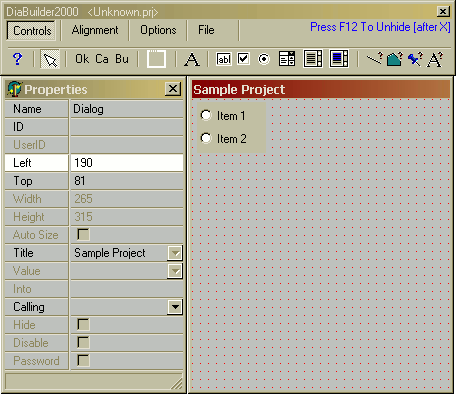 DiaBuilder2000 <Unknown.prj>
Controls Alignment Options File Press F12 To Unhide [after X]
? Ok Ca Bu A ab A?
Properties
Name Dialog
ID
UserID
Left 190
Top 81
Width 265
Height 315
Auto Size
Title Sample Project
Value
Into
Calling
Hide
Disable
Password
Sample Project
Item 1
Item 2